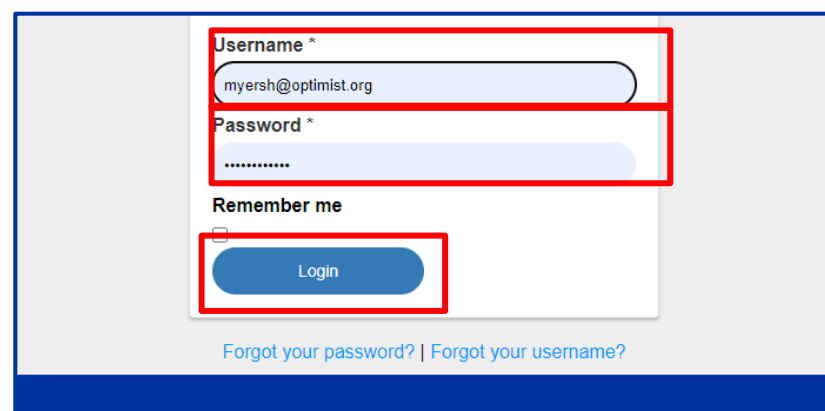 Username *
myersh@optimist.org
Password *
••••••••••••
Remember me
Login
Forgot your password? | Forgot your username?